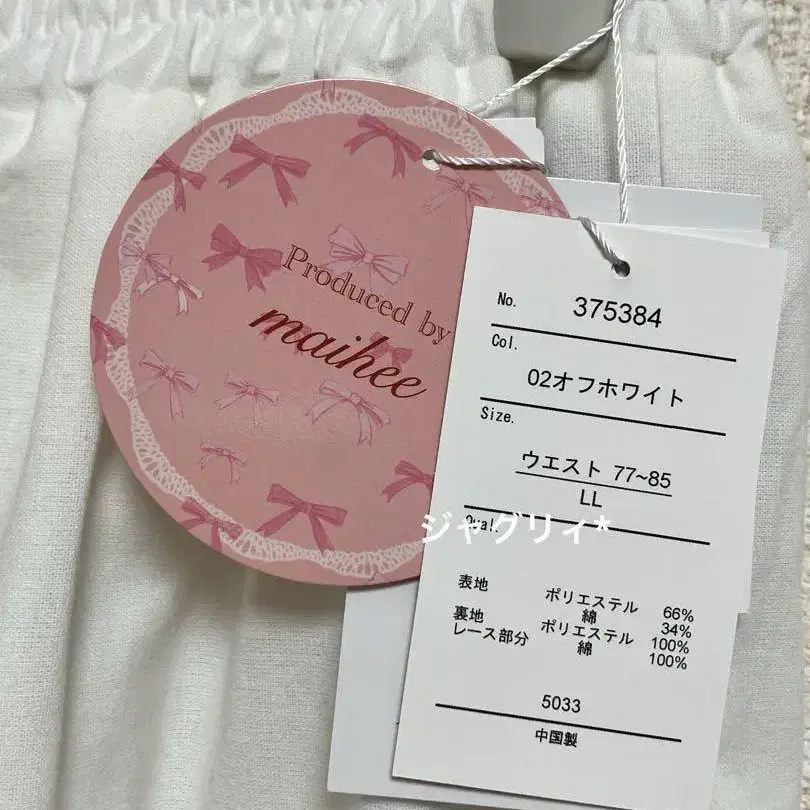 Produced by
maihee
No. 375384
Col.
02オフホワイト
Size.
ウエスト 77~85
LL
Qual.
ジャグリィ*
表地 ポリエステル 66%
綿 34%
裏地 ポリエステル 100%
レース部分 綿 100%
5033
中国製